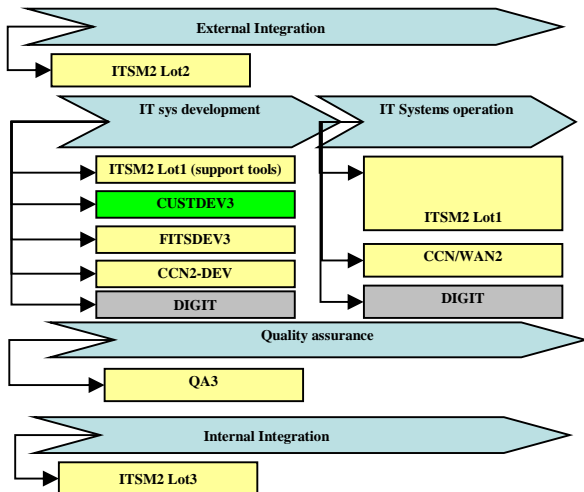 External Integration
ITSM2 Lot2
IT sys development
ITSM2 Lot1 (support tools)
CUSTDEV3
FITSDEV3
CCN2-DEV
DIGIT
IT Systems operation
ITSM2 Lot1
CCN/WAN2
DIGIT
Quality assurance
QA3
Internal Integration
ITSM2 Lot3